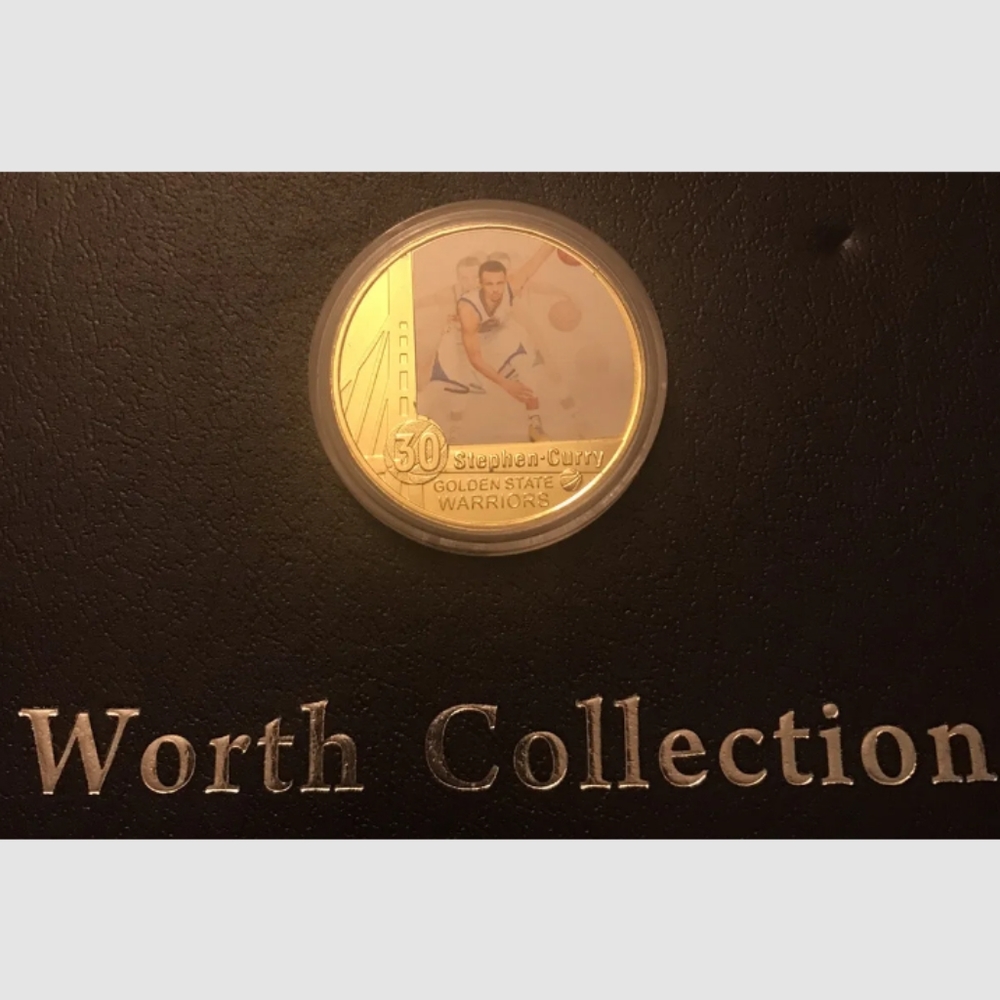 30
Stephen·Curry
GOLDEN STATE
WARRIORS
Worth Collection